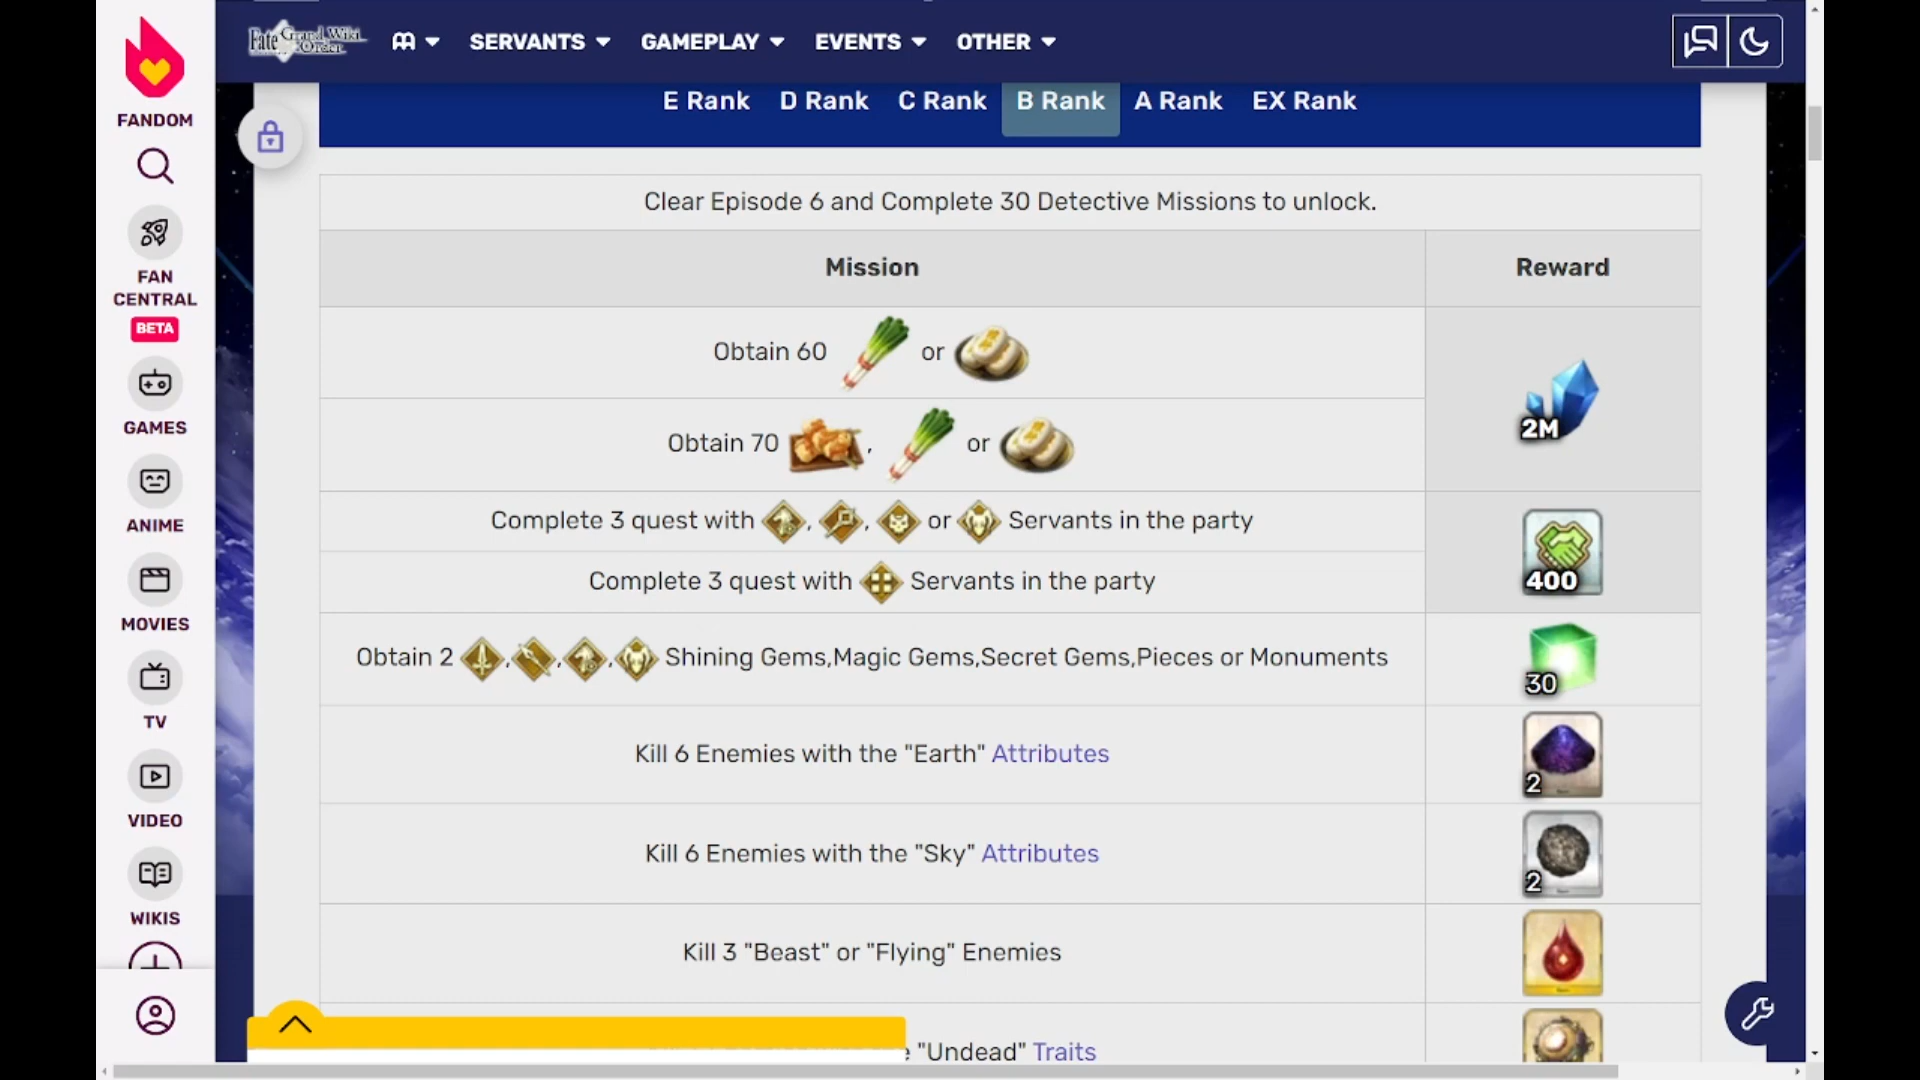 Fate Grand Order Wiki
SERVANTS GAMEPLAY EVENTS OTHER
FANDOM
FAN CENTRAL
BETA
GAMES
ANIME
MOVIES
TV
VIDEO
WIKIS
E Rank D Rank C Rank B Rank A Rank EX Rank
Clear Episode 6 and Complete 30 Detective Missions to unlock.
Mission Reward
Obtain 60 or
2M
Obtain 70 , or
Complete 3 quest with , , or Servants in the party
400
Complete 3 quest with Servants in the party
Obtain 2 , , , Shining Gems,Magic Gems,Secret Gems,Pieces or Monuments
30
Kill 6 Enemies with the "Earth" Attributes
2
Kill 6 Enemies with the "Sky" Attributes
2
Kill 3 "Beast" or "Flying" Enemies
"Undead" Traits